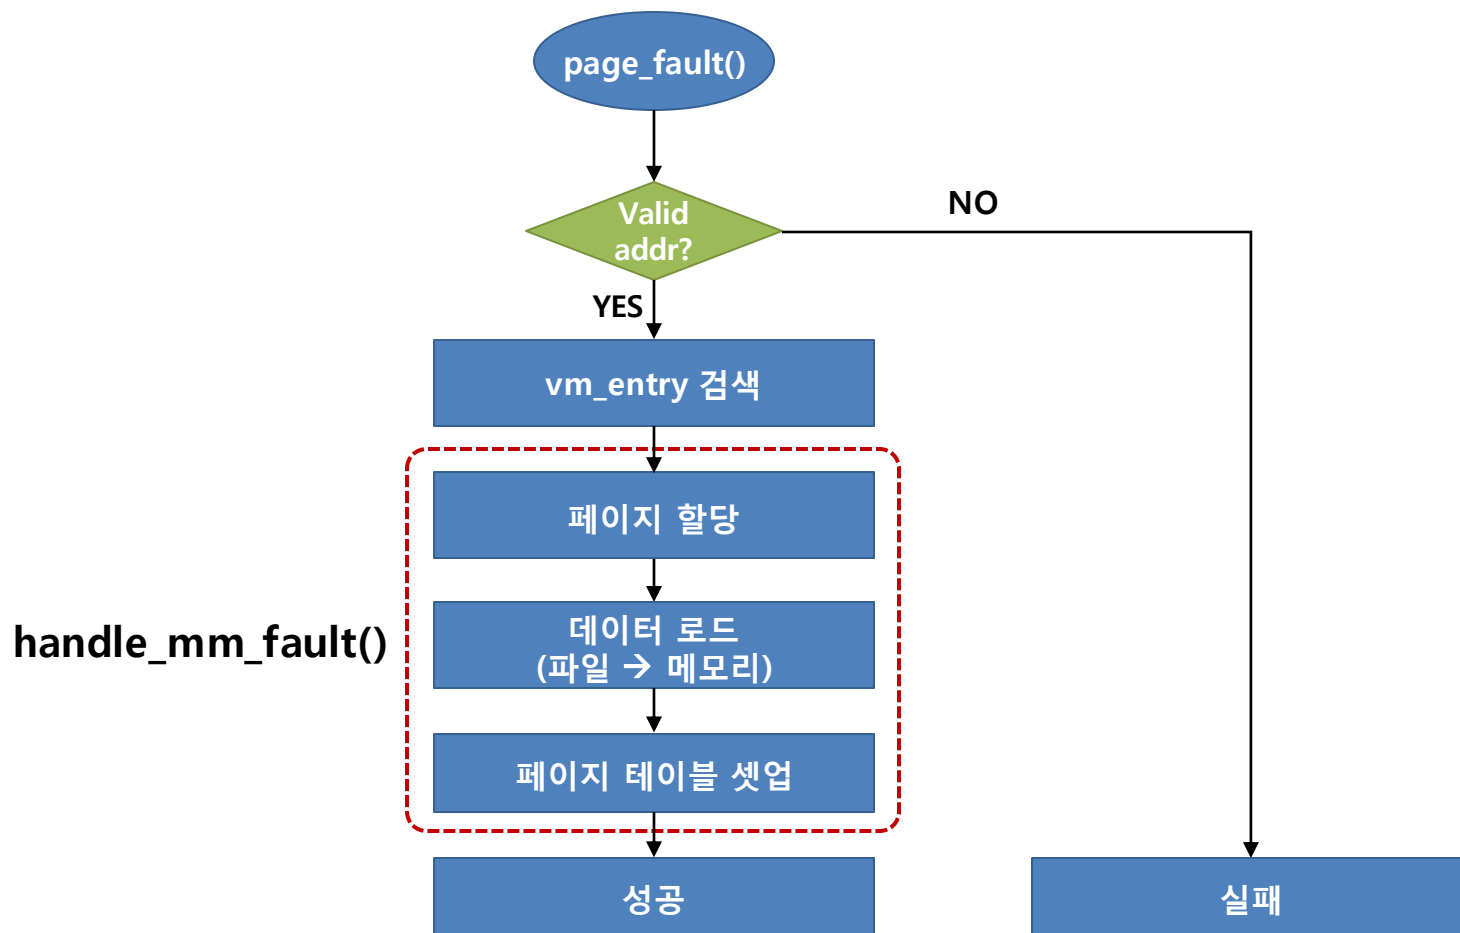 page_fault()
Valid
addr?
NO
YES
vm_entry 검색
페이지 할당
handle_mm_fault()
데이터 로드
(파일 → 메모리)
페이지 테이블 셋업
성공
실패